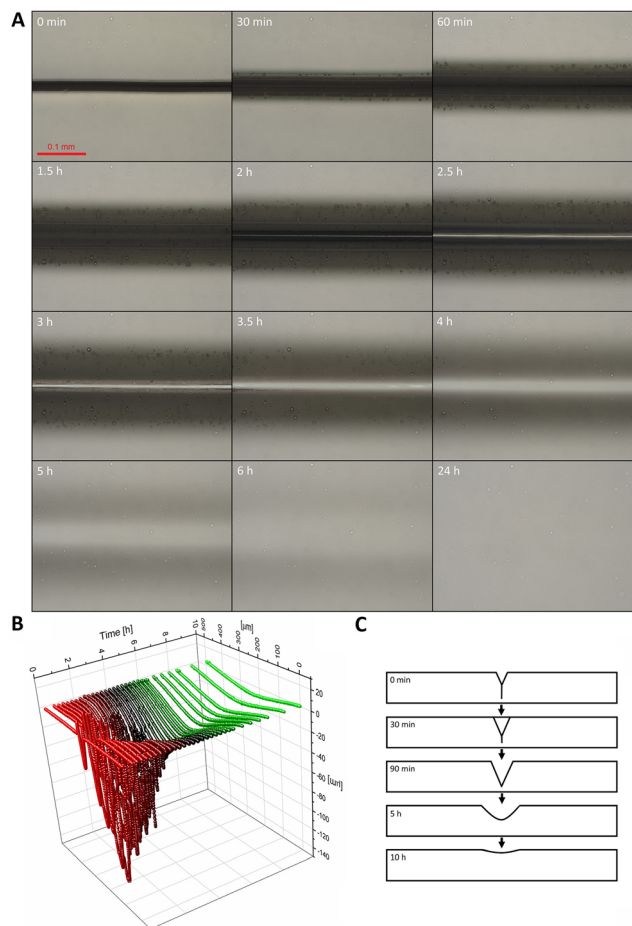 A
0 min
30 min
60 min
0.1 mm
1.5 h
2 h
2.5 h
3 h
3.5 h
4 h
5 h
6 h
24 h
B
Time [h]
0
2
4
6
8
10
[µm]
500
400
300
200
100
0
20
0
-20
-40
-60
-80
-100
-120
-140
[µm]
C
0 min
30 min
90 min
5 h
10 h